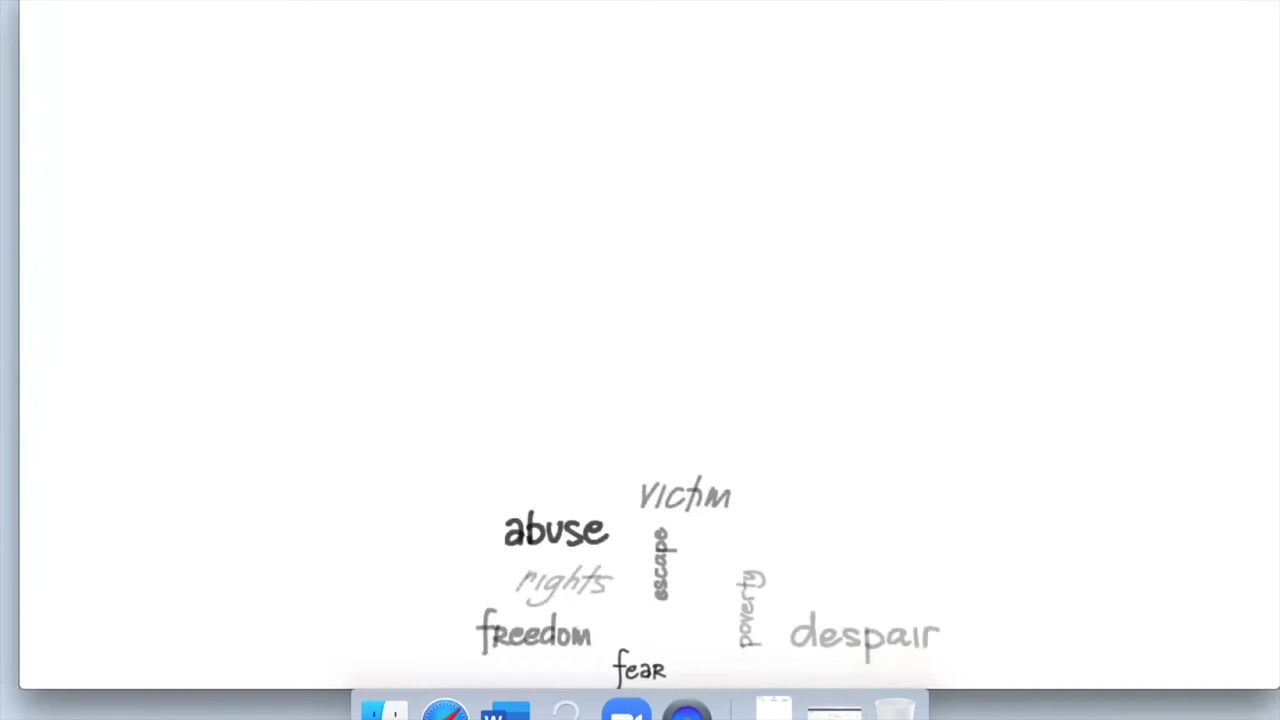 victim
abuse
escape
rights
poverty
freedom
despair
fear
W